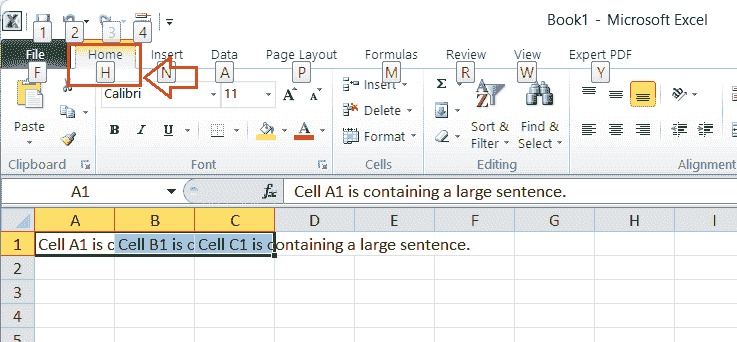 1 2 3 4
Book1 - Microsoft Excel
File Home Insert Data Page Layout Formulas Review View Expert PDF
F H N A P M R W Y
Calibri 11 Insert Σ
Paste Delete
B I U Format Sort & Filter Find & Select
Clipboard Font Cells Editing Alignment
A1 fx Cell A1 is containing a large sentence.
A B C D E F G H I
1 Cell A1 is c Cell B1 is c Cell C1 is containing a large sentence.
2
3
4
5